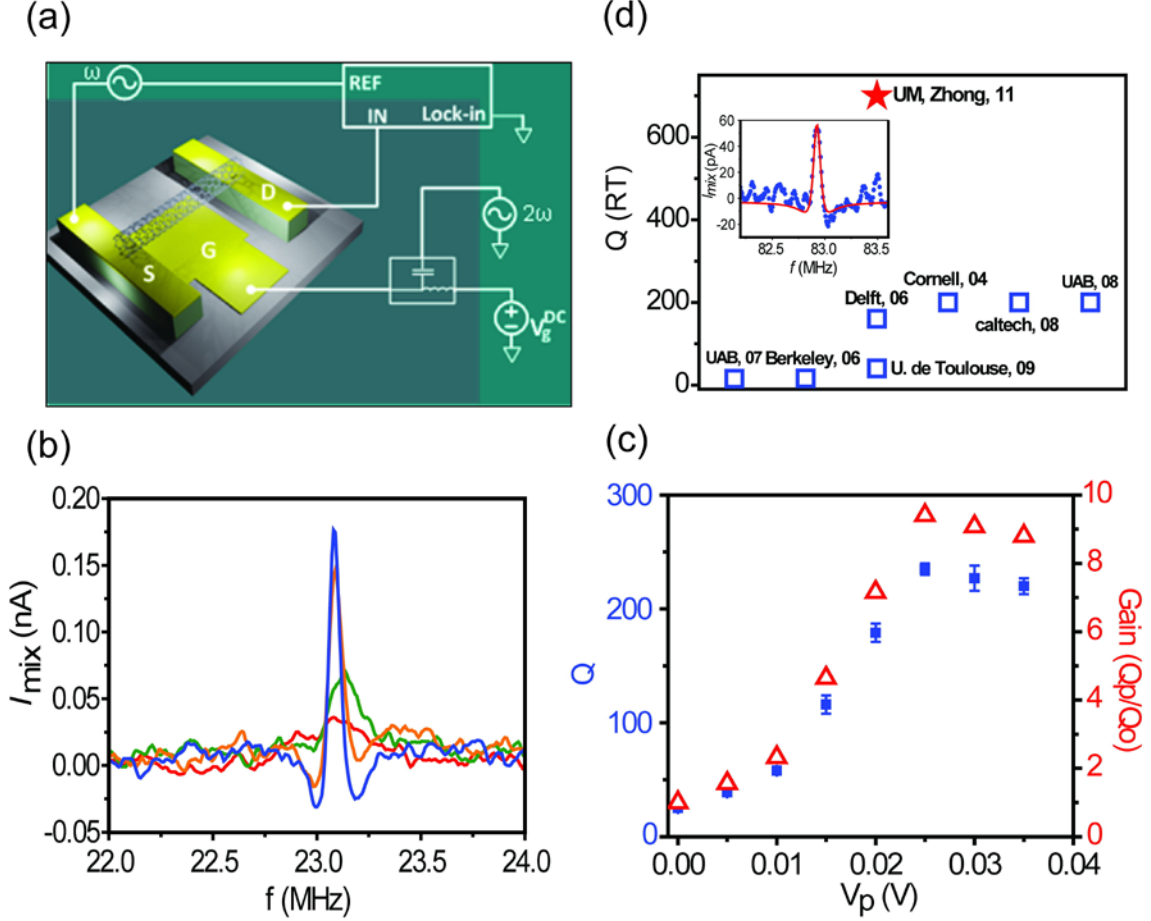 (a)
ω
REF
IN
Lock-in
D
G
S
2ω
V_g^DC
(d)
Q (RT)
600
400
200
0
UM, Zhong, 11
I_mix (pA)
60
40
20
0
-20
82.5 83.0 83.5
f (MHz)
Cornell, 04
UAB, 08
Delft, 06
caltech, 08
UAB, 07 Berkeley, 06
U. de Toulouse, 09
(b)
I_mix (nA)
0.20
0.15
0.10
0.05
0.00
-0.05
22.0 22.5 23.0 23.5 24.0
f (MHz)
(c)
Q
300
200
100
0
Gain (Qp/Qo)
10
8
6
4
2
0
0.00 0.01 0.02 0.03 0.04
Vp (V)